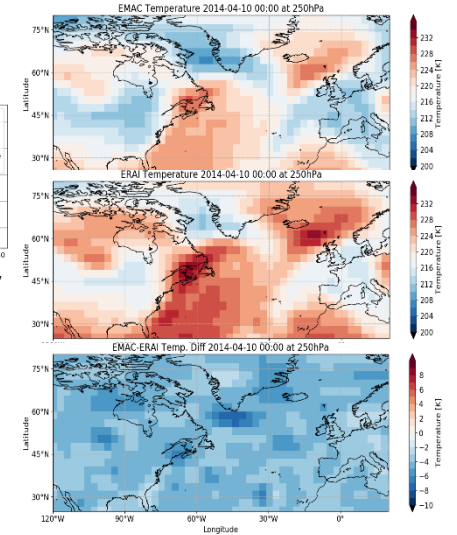 EMAC Temperature 2014-04-10 00:00 at 250hPa
75°N
60°N
45°N
30°N
Latitude
232
228
224
220
216
212
208
204
200
Temperature [K]
ERAI Temperature 2014-04-10 00:00 at 250hPa
75°N
60°N
45°N
30°N
Latitude
232
228
224
220
216
212
208
204
200
Temperature [K]
EMAC-ERAI Temp. Diff 2014-04-10 00:00 at 250hPa
75°N
60°N
45°N
30°N
Latitude
8
6
4
2
0
−2
−4
−6
−8
−10
Temperature [K]
120°W 90°W 60°W 30°W 0°
Longitude